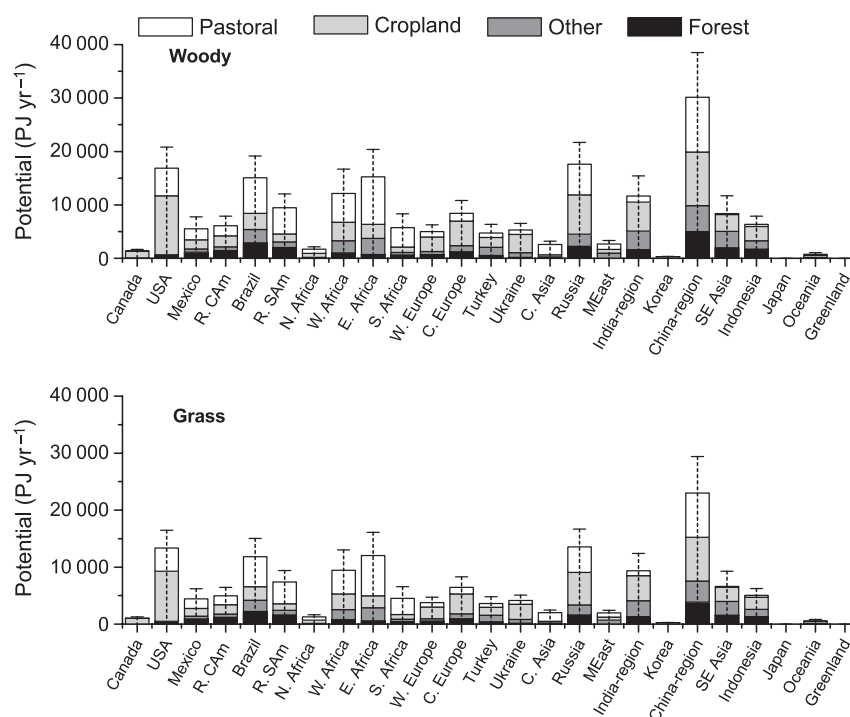 Pastoral Cropland Other Forest
Woody
Potential (PJ yr⁻¹)
40 000
30 000
20 000
10 000
0
Canada
USA
Mexico
R. CAm
Brazil
R. SAm
N. Africa
W. Africa
E. Africa
S. Africa
W. Europe
C. Europe
Turkey
Ukraine
C. Asia
Russia
MEast
India-region
Korea
China-region
SE Asia
Indonesia
Japan
Oceania
Greenland
Grass
Potential (PJ yr⁻¹)
40 000
30 000
20 000
10 000
0
Canada
USA
Mexico
R. CAm
Brazil
R. SAm
N. Africa
W. Africa
E. Africa
S. Africa
W. Europe
C. Europe
Turkey
Ukraine
C. Asia
Russia
MEast
India-region
Korea
China-region
SE Asia
Indonesia
Japan
Oceania
Greenland